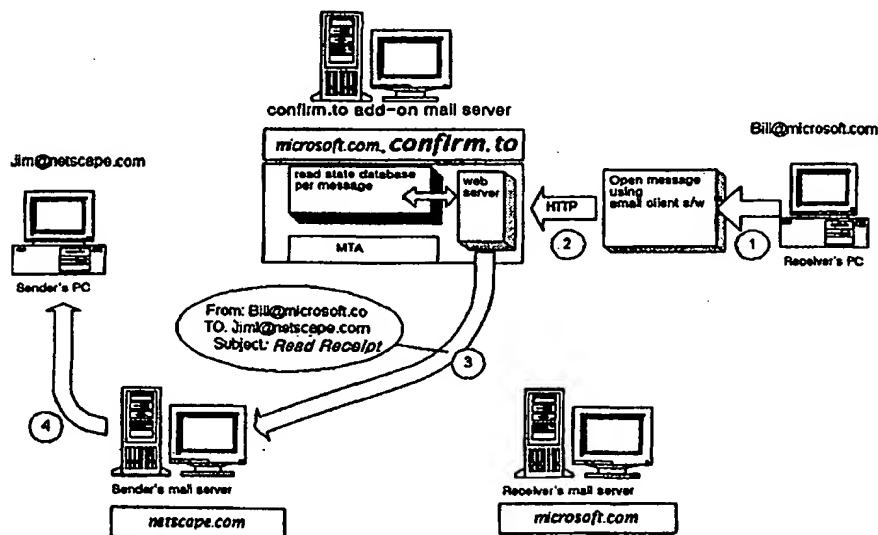 confirm.to add-on mail server
microsoft.com. confirm.to
Bill@microsoft.com
Jim@netscape.com
read state database
per message
web
server
HTTP
Open message
using
email client s/w
MTA
2
1
Receiver's PC
Sender's PC
From: Bill@microsoft.co
TO. Jiml@netscape.com
Subject: Read Receipt
3
4
Sender's mail server
Receiver's mail server
netscape.com
microsoft.com